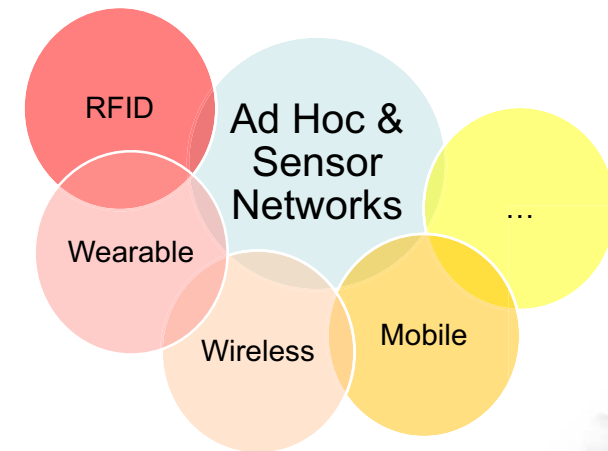 RFID
Ad Hoc &
Sensor
Networks
…
Wearable
Wireless
Mobile